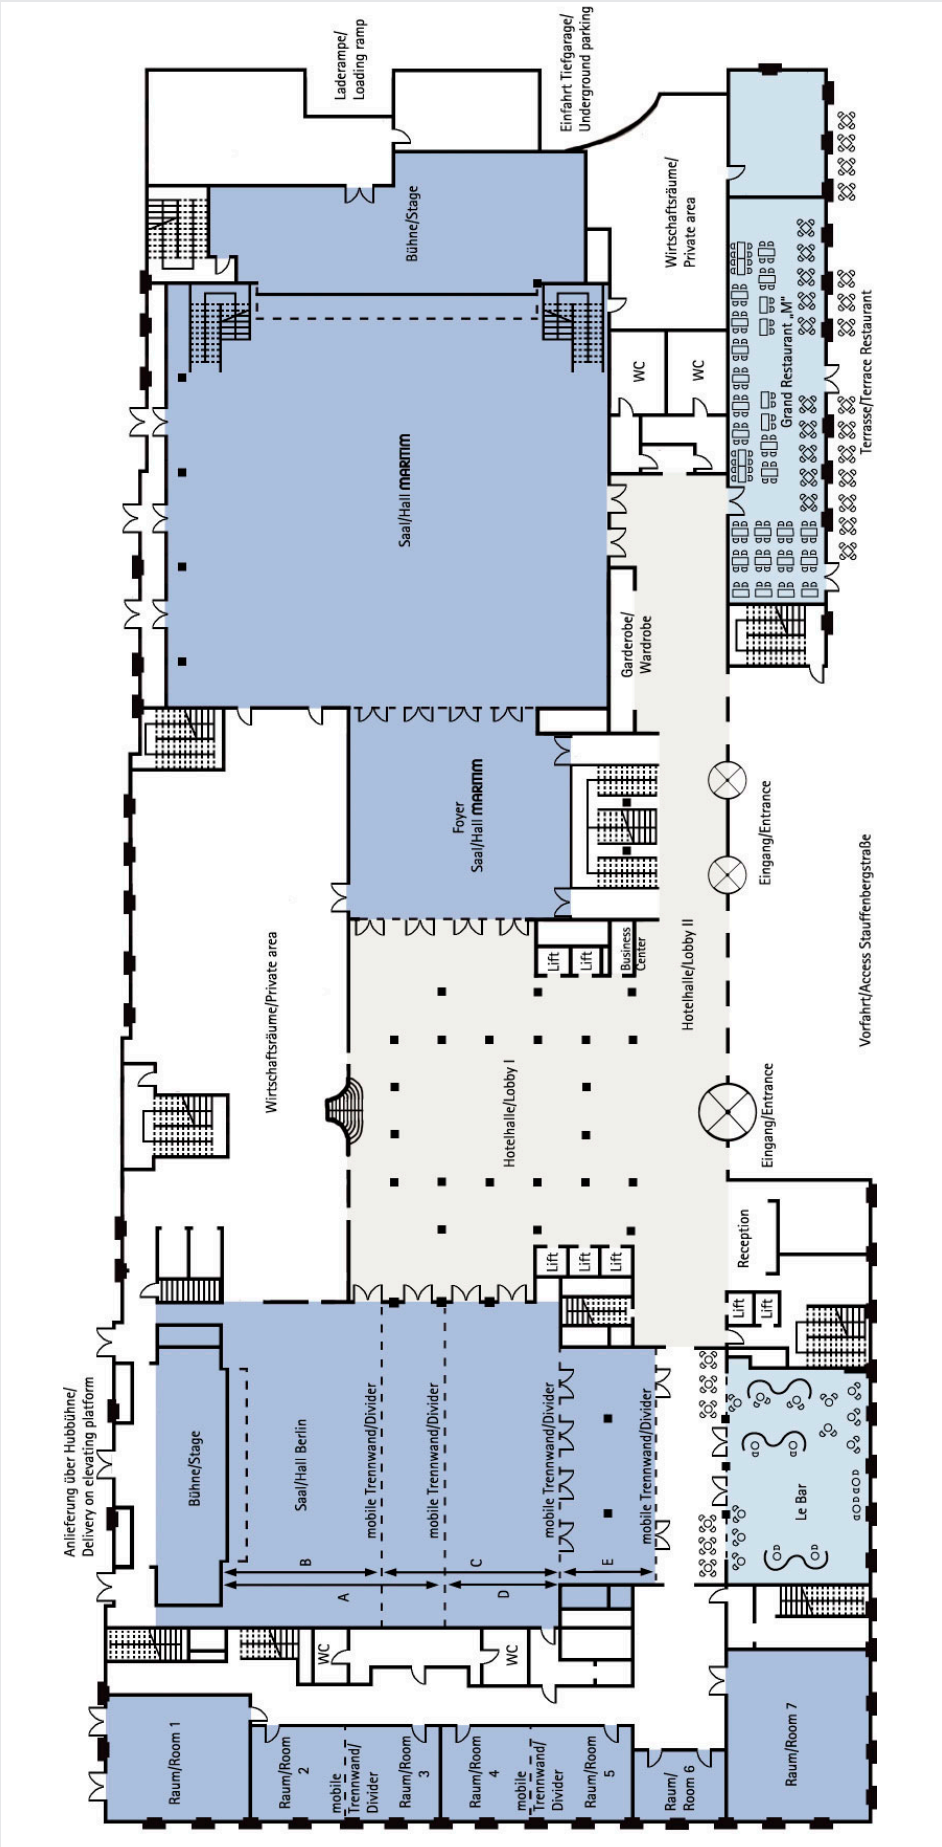 Laderampe/
Loading ramp
Einfahrt Tiefgarage/
Underground parking
Bühne/Stage
Wirtschaftsräume/
Private area
WC
WC
Grand Restaurant „M"
Terrasse/Terrace Restaurant
Saal/Hall MARITIM
Garderobe/
Wardrobe
Foyer
Saal/Hall MARITIM
Eingang/Entrance
Vorfahrt/Access Stauffenbergstraße
Wirtschaftsräume/Private area
Lift
Lift
Business
Center
Hotelhalle/Lobby II
Hotelhalle/Lobby I
Eingang/Entrance
Reception
Lift
Lift
Lift
Lift
Lift
Anlieferung über Hubbühne/
Delivery on elevating platform
Bühne/Stage
Saal/Hall Berlin
mobile Trennwand/Divider
mobile Trennwand/Divider
mobile Trennwand/Divider
mobile Trennwand/Divider
Le Bar
B
C
E
A
D
WC
WC
Raum/Room 1
Raum/Room
2
mobile
Trennwand/
Divider
Raum/Room
3
Raum/Room
4
mobile
Trennwand/
Divider
Raum/Room
5
Raum/
Room 6
Raum/Room 7